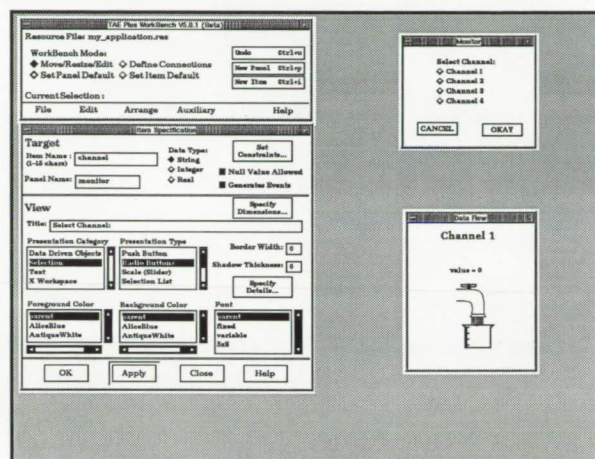 TAE Plus WorkBench V5.0.1 (Beta)
Resource File: my_application.res
WorkBench Mode:
Move/Resize/Edit Define Connections
Set Panel Default Set Item Default
Undo Ctrl+u
New Panel Ctrl+p
New Item Ctrl+i
Current Selection :
File Edit Arrange Auxiliary Help
Item Specification
Target
Item Name :
(1-15 chars)
channel
Data Type:
String
Integer
Real
Set
Constraints...
Panel Name: monitor
Null Value Allowed
Generates Events
View
Specify
Dimensions...
Title: Select Channel:
Presentation Category
Data Driven Objects
Selection
Text
X Workspace
Presentation Type
Push Button
Radio Buttons
Scale (Slider)
Selection List
Border Width: 0
Shadow Thickness: 0
Specify
Details...
Foreground Color
parent
AliceBlue
AntiqueWhite
Background Color
parent
AliceBlue
AntiqueWhite
Font
parent
fixed
variable
5x8
OK Apply Close Help
Monitor
Select Channel:
Channel 1
Channel 2
Channel 3
Channel 4
CANCEL OKAY
Data Flow
Channel 1
value = 0